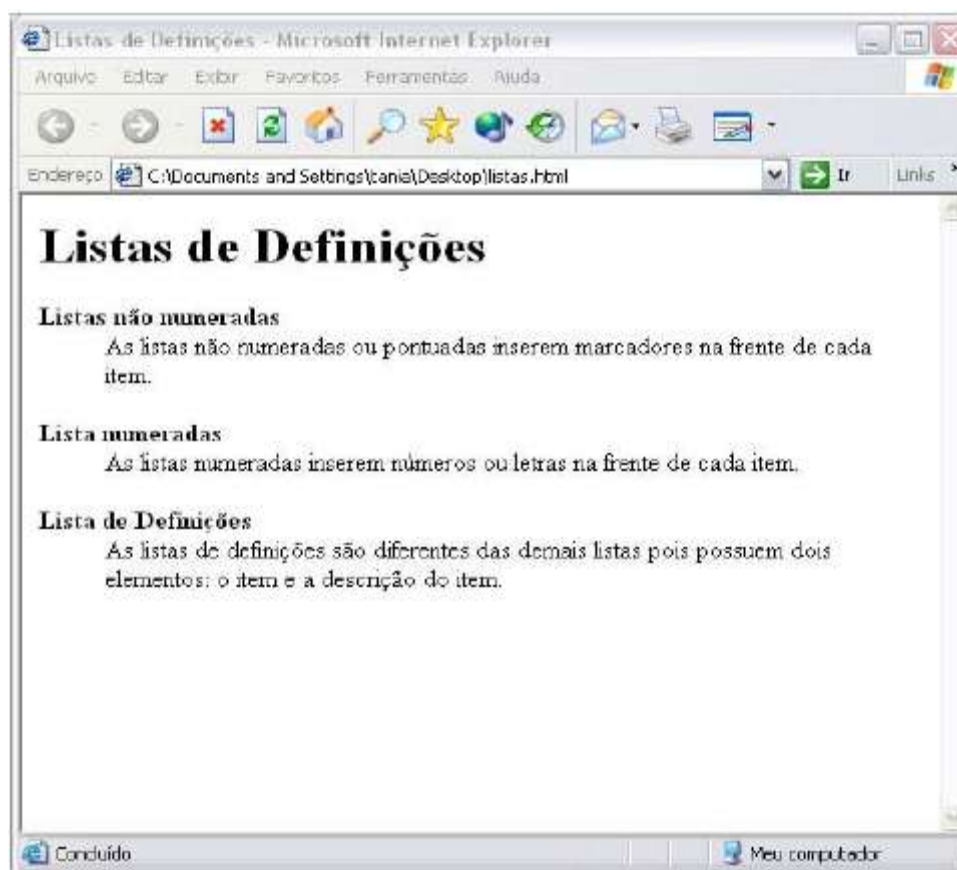 Listas de Definições - Microsoft Internet Explorer
Arquivo Editar Exibir Favoritos Ferramentas Ajuda
Endereço C:\Documents and Settings\tania\Desktop\listas.html Ir Links
Listas de Definições
Listas não numeradas
As listas não numeradas ou pontuadas inserem marcadores na frente de cada
item.
Lista numeradas
As listas numeradas inserem números ou letras na frente de cada item.
Lista de Definições
As listas de definições são diferentes das demais listas pois possuem dois
elementos: o item e a descrição do item.
Concluído Meu computador